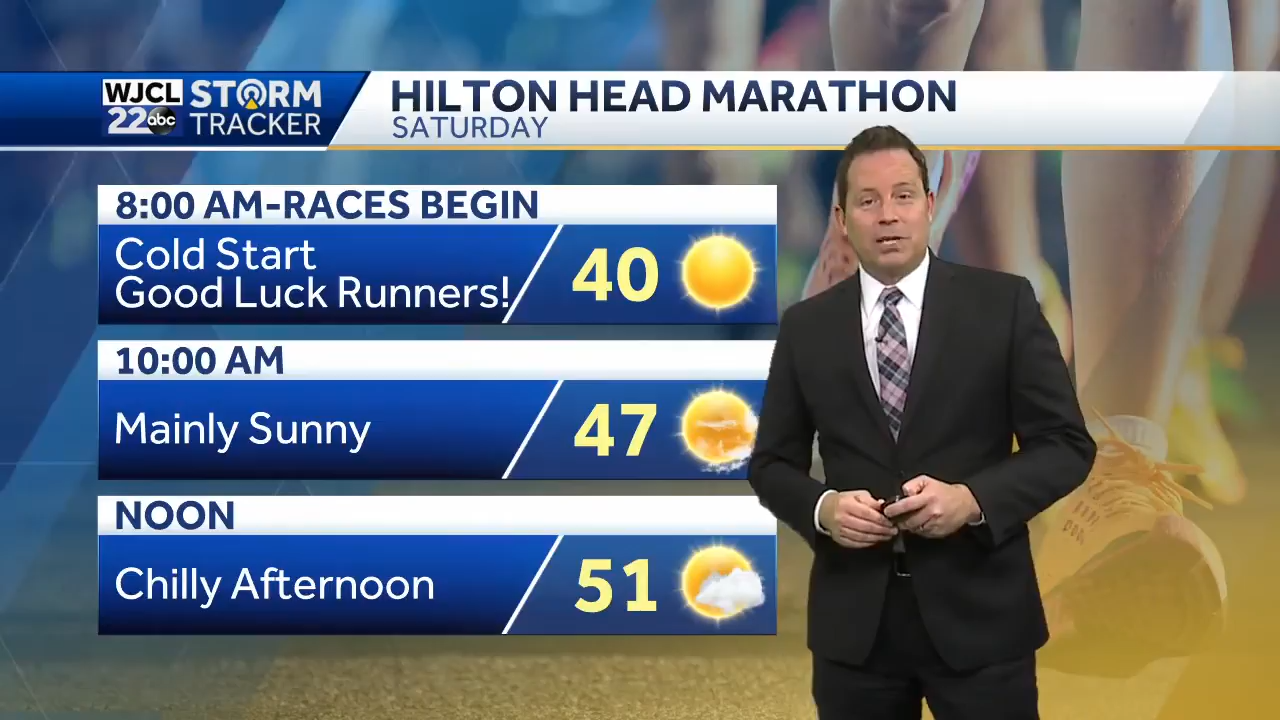 WJCL
22 abc
STORM
TRACKER
HILTON HEAD MARATHON
SATURDAY
8:00 AM-RACES BEGIN
Cold Start
Good Luck Runners!
40
10:00 AM
Mainly Sunny
47
NOON
Chilly Afternoon
51